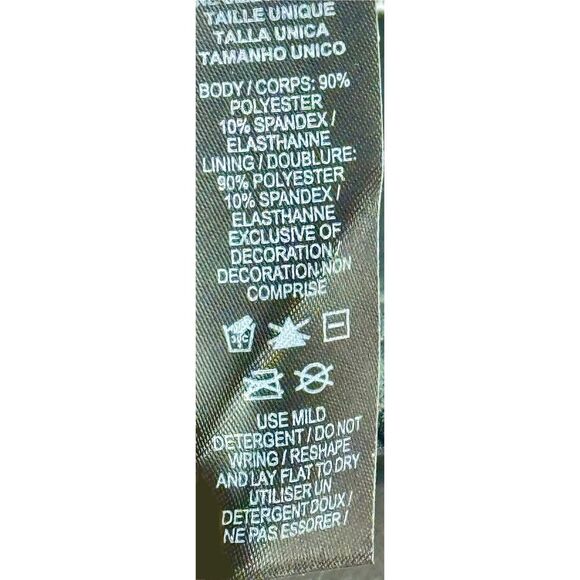 TAILLE UNIQUE
TALLA UNICA
TAMANHO UNICO
BODY / CORPS: 90%
POLYESTER
10% SPANDEX /
ELASTHANNE
LINING / DOUBLURE:
90% POLYESTER
10% SPANDEX /
ELASTHANNE
EXCLUSIVE OF
DECORATION /
DECORATION NON
COMPRISE
30C
USE MILD
DETERGENT / DO NOT
WRING / RESHAPE
AND LAY FLAT TO DRY
UTILISER UN
DETERGENT DOUX /
NE PAS ESSORER /